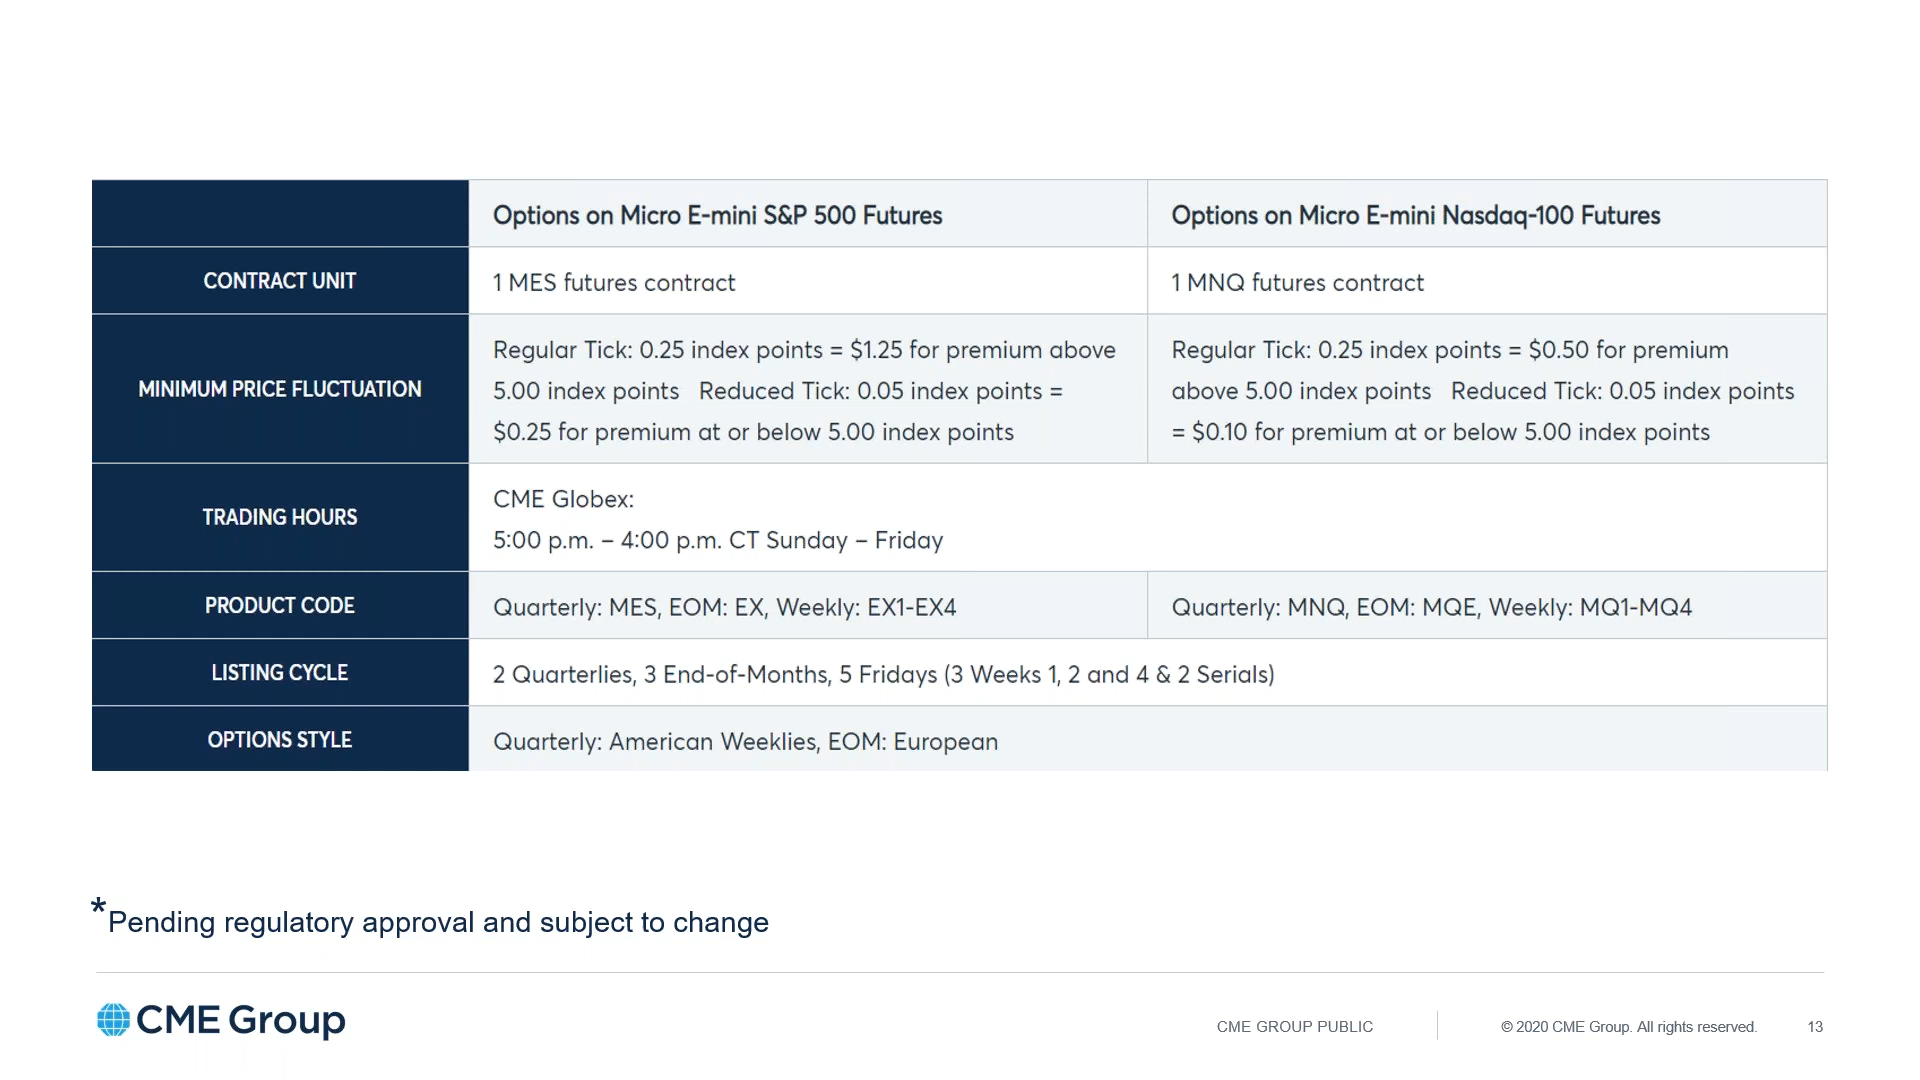 Options on Micro E-mini S&P 500 Futures
Options on Micro E-mini Nasdaq-100 Futures
CONTRACT UNIT
1 MES futures contract
1 MNQ futures contract
MINIMUM PRICE FLUCTUATION
Regular Tick: 0.25 index points = $1.25 for premium above
5.00 index points   Reduced Tick: 0.05 index points =
$0.25 for premium at or below 5.00 index points
Regular Tick: 0.25 index points = $0.50 for premium
above 5.00 index points   Reduced Tick: 0.05 index points
= $0.10 for premium at or below 5.00 index points
TRADING HOURS
CME Globex:
5:00 p.m. – 4:00 p.m. CT Sunday – Friday
PRODUCT CODE
Quarterly: MES, EOM: EX, Weekly: EX1-EX4
Quarterly: MNQ, EOM: MQE, Weekly: MQ1-MQ4
LISTING CYCLE
2 Quarterlies, 3 End-of-Months, 5 Fridays (3 Weeks 1, 2 and 4 & 2 Serials)
OPTIONS STYLE
Quarterly: American Weeklies, EOM: European
*Pending regulatory approval and subject to change
CME Group
CME GROUP PUBLIC
© 2020 CME Group. All rights reserved.
13